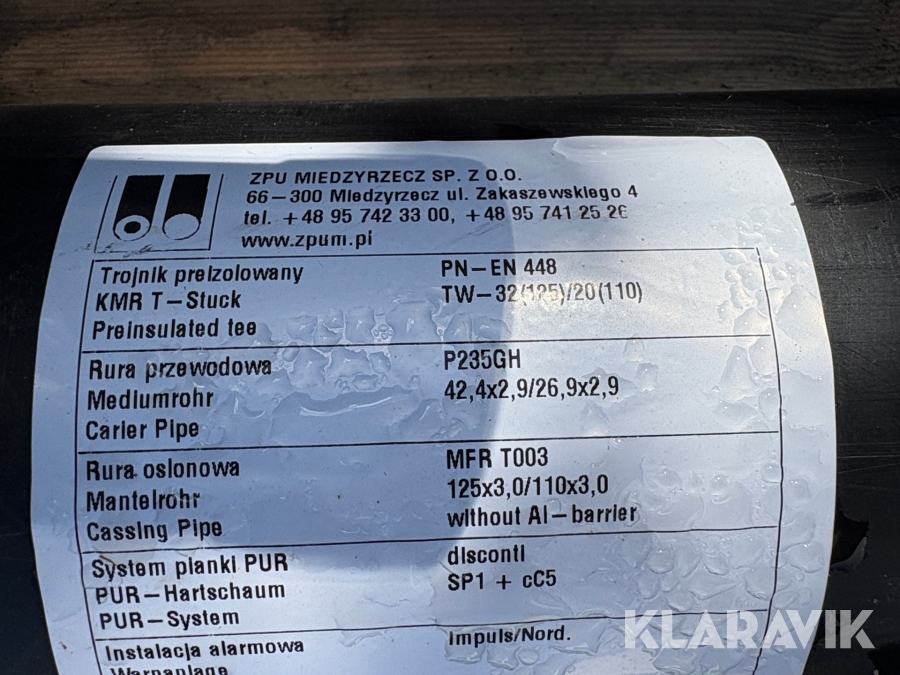 ZPU MIEDZYRZECZ SP. Z O.O.
66-300 Miedzyrzecz ul. Zakaszewskiego 4
tel. +48 95 742 33 00, +48 95 741 25 26
www.zpum.pl
Trojnik preizolowany
KMR T-Stuck
Preinsulated tee
PN-EN 448
TW-32(125)/20(110)
Rura przewodowa
Mediumrohr
Carier Pipe
P235GH
42,4x2,9/26,9x2,9
Rura oslonowa
Mantelrohr
Cassing Pipe
MFR T003
125x3,0/110x3,0
without Al-barrier
System pianki PUR
PUR-Hartschaum
PUR-System
disconti
SP1 + cC5
Instalacja alarmowa
Warnanlage
Impuls/Nord.
KLARAVIK